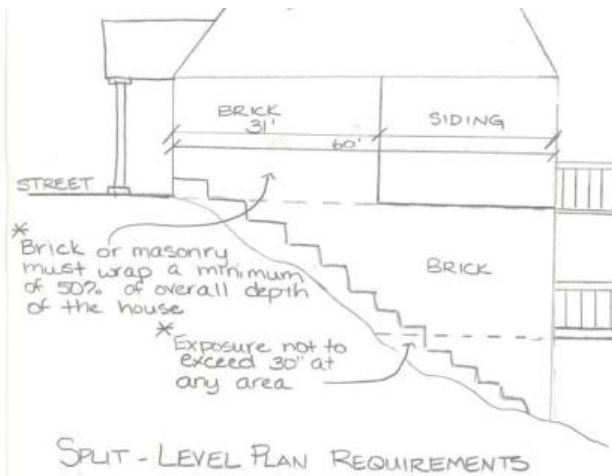 BRICK
31'
SIDING
60'
STREET
* Brick or masonry
must wrap a minimum
of 50% of overall depth
of the house
BRICK
* Exposure not to
exceed 30" at
any area
SPLIT-LEVEL PLAN REQUIREMENTS